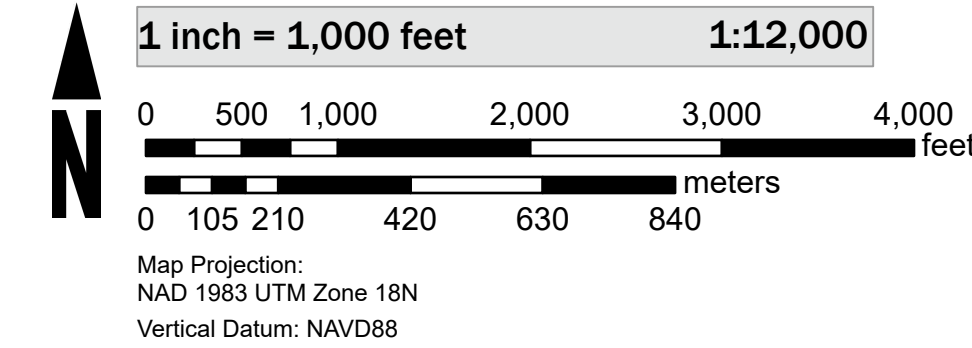 N
1 inch = 1,000 feet 1:12,000
0 500 1,000 2,000 3,000 4,000
feet
meters
0 105 210 420 630 840
Map Projection:
NAD 1983 UTM Zone 18N
Vertical Datum: NAVD88